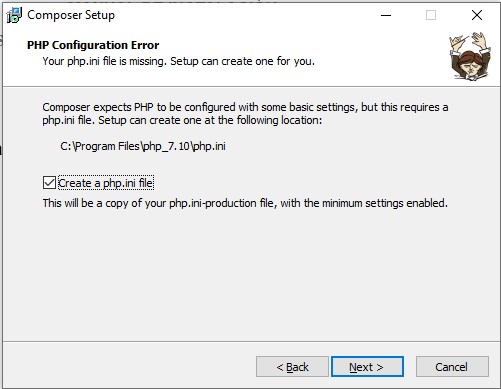 Composer Setup
PHP Configuration Error
Your php.ini file is missing. Setup can create one for you.
Composer expects PHP to be configured with some basic settings, but this requires a
php.ini file. Setup can create one at the following location:
C:\Program Files\php_7.10\php.ini
Create a php.ini file
This will be a copy of your php.ini-production file, with the minimum settings enabled.
< Back
Next >
Cancel